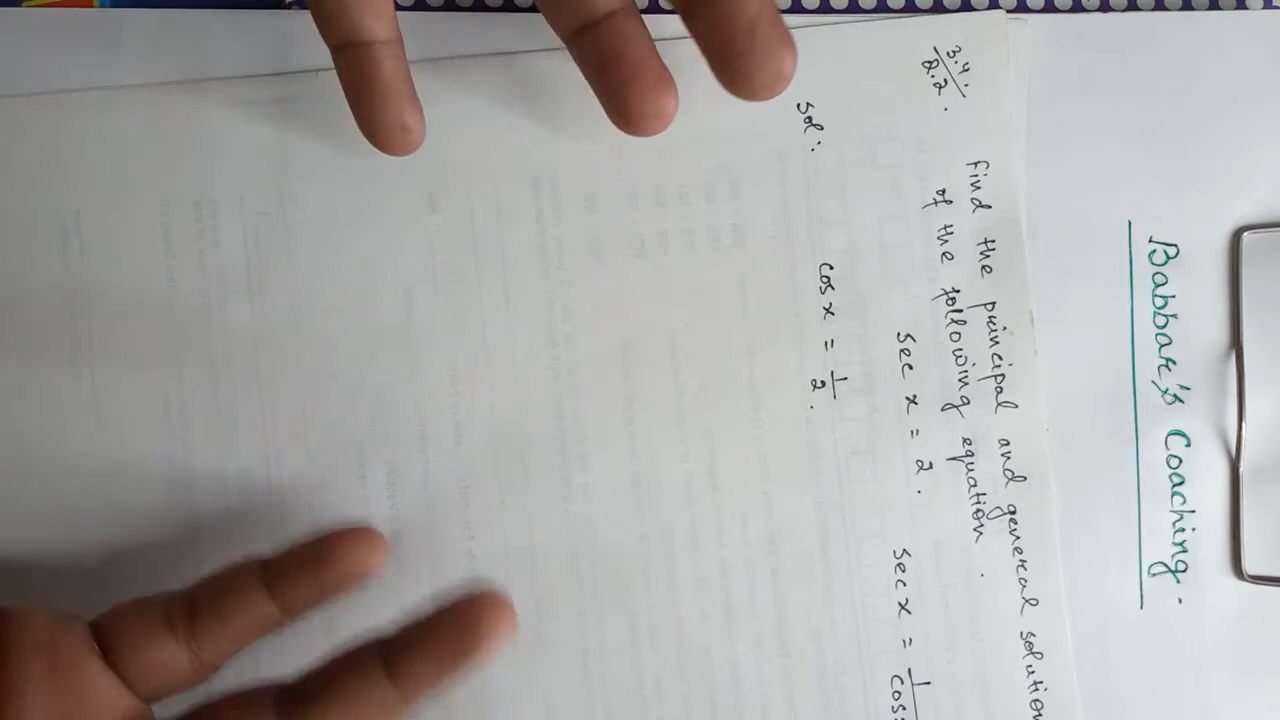 Babbar's Coaching -
3.4.
2.2. Find the principal and general solution
of the following equation.
sec x = 2. sec x = 1/cos
Sol: cos x = 1/2.